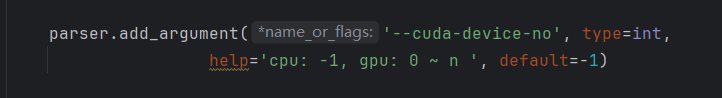 parser.add_argument( *name_or_flags: '--cuda-device-no', type=int,
help='cpu: -1, gpu: 0 ~ n ', default=-1)